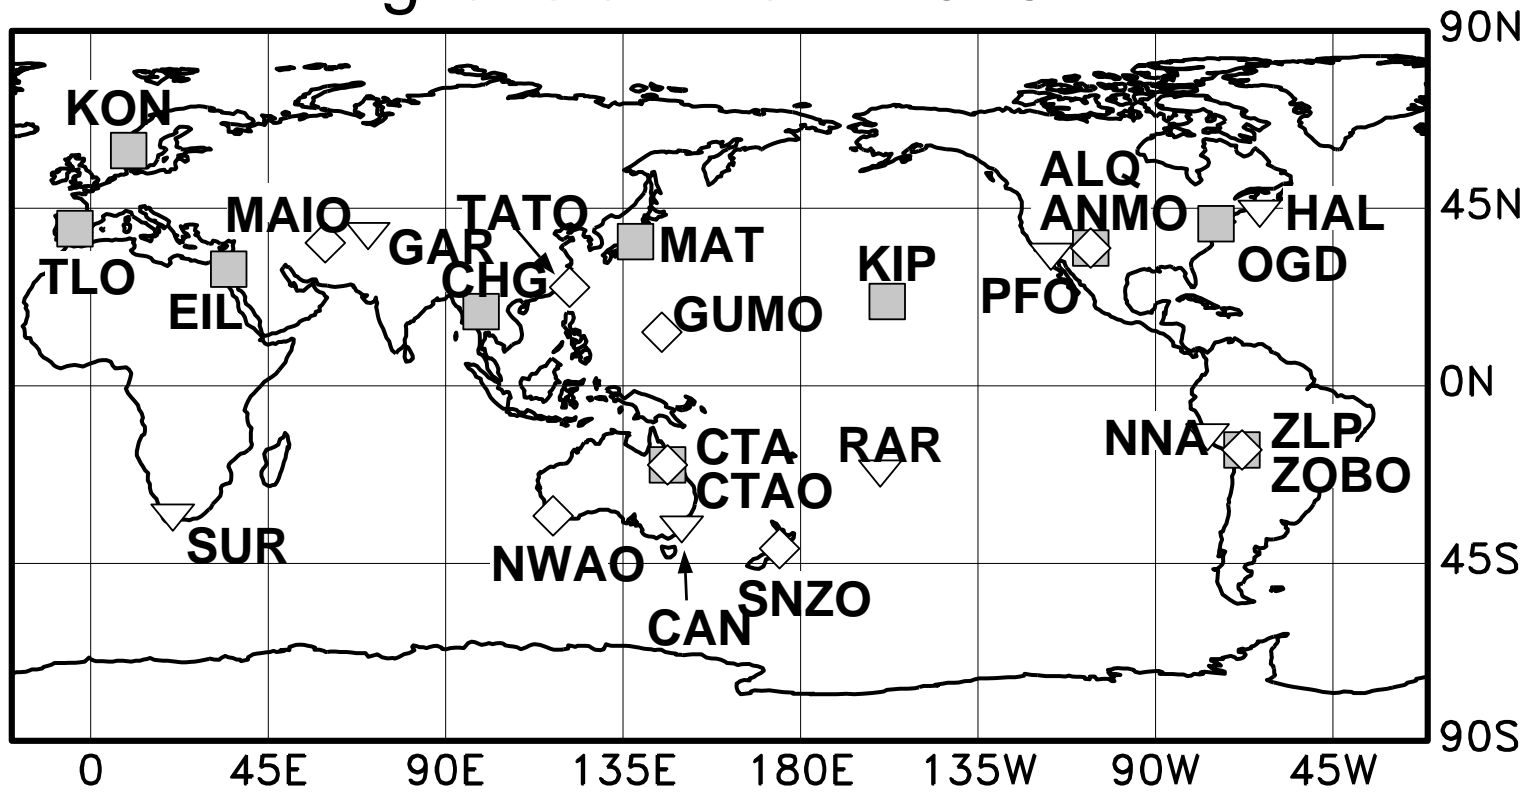 90N
KON
ALQ
MAIO TATO 45N
ANMO HAL
GAR MAT
TLO CHG KIP OGD
EIL GUMO PFO
0N
CTA RAR NNA ZLP
CTAO ZOBO
SUR NWAO 45S
SNZO
CAN
90S
0 45E 90E 135E 180E 135W 90W 45W